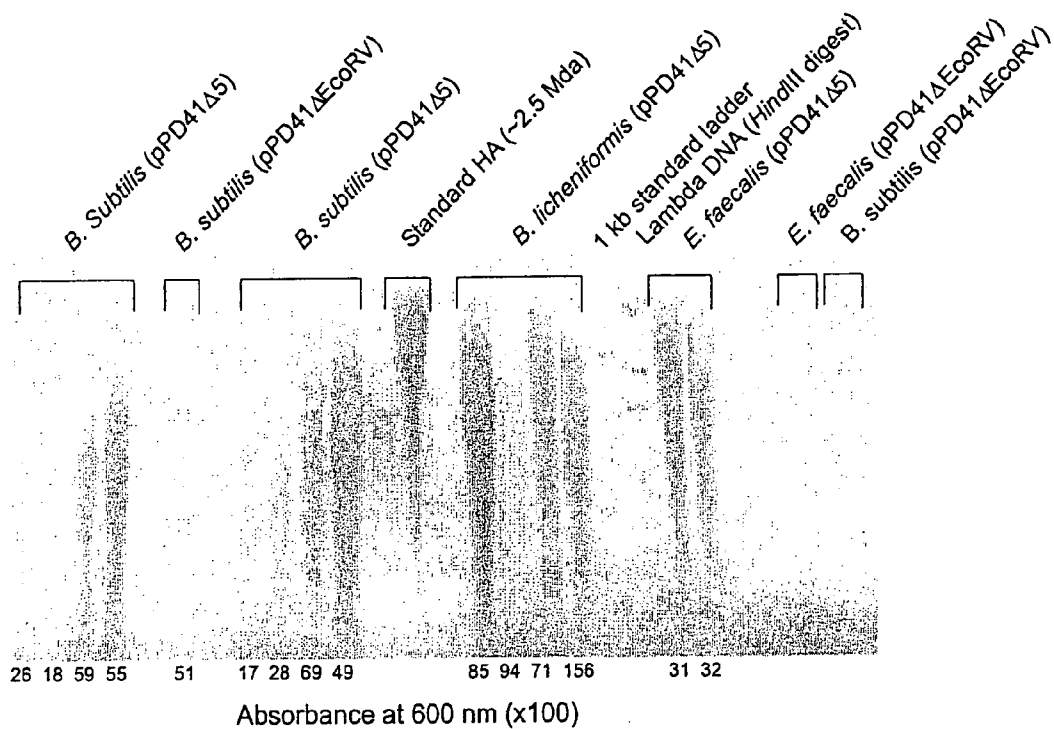 B. Subtilis (pPD41Δ5)
B. subtilis (pPD41ΔEcoRV)
B. subtilis (pPD41Δ5)
Standard HA (~2.5 Mda)
B. licheniformis (pPD41Δ5)
1 kb standard ladder
Lambda DNA (HindIII digest)
E. faecalis (pPD41Δ5)
E. faecalis (pPD41ΔEcoRV)
B. subtilis (pPD41ΔEcoRV)
26 18 59 55 51 17 28 69 49 85 94 71 156 31 32
Absorbance at 600 nm (x100)